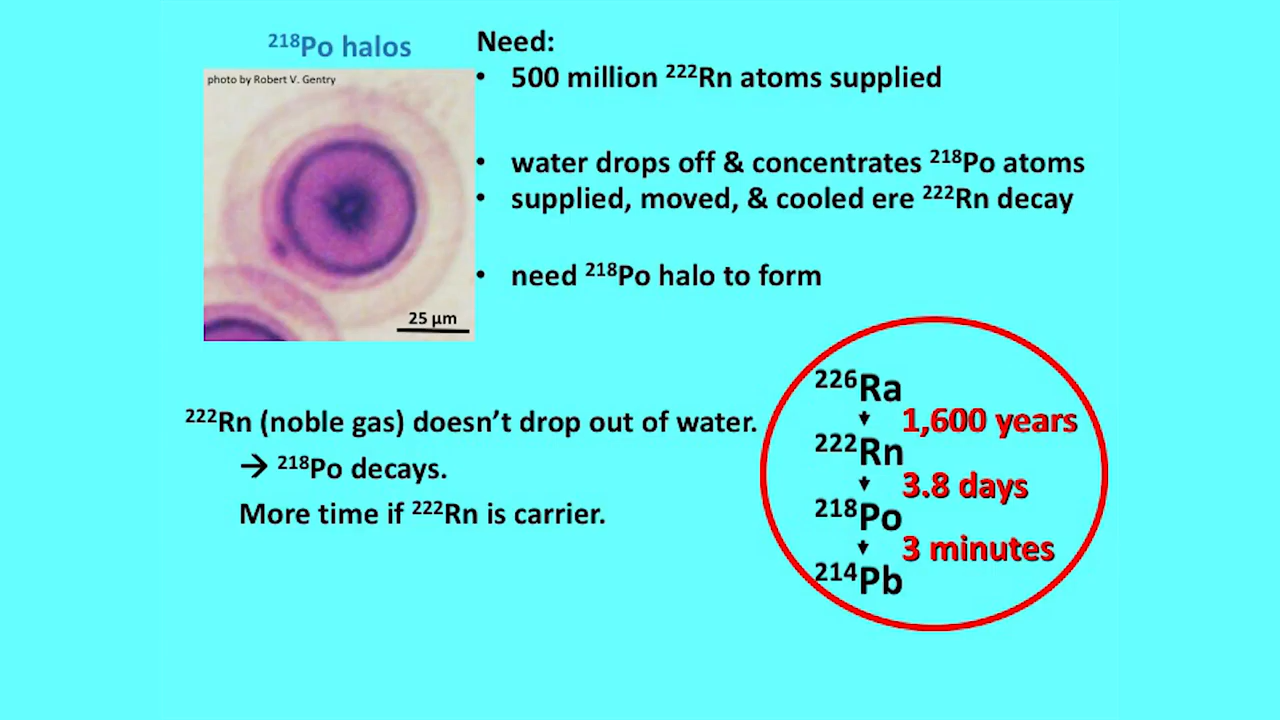 ²¹⁸Po halos
photo by Robert V. Gentry
25 µm
Need:
• 500 million ²²²Rn atoms supplied
• water drops off & concentrates ²¹⁸Po atoms
• supplied, moved, & cooled ere ²²²Rn decay
• need ²¹⁸Po halo to form
²²²Rn (noble gas) doesn't drop out of water.
→ ²¹⁸Po decays.
More time if ²²²Rn is carrier.
²²⁶Ra
1,600 years
²²²Rn
3.8 days
²¹⁸Po
3 minutes
²¹⁴Pb